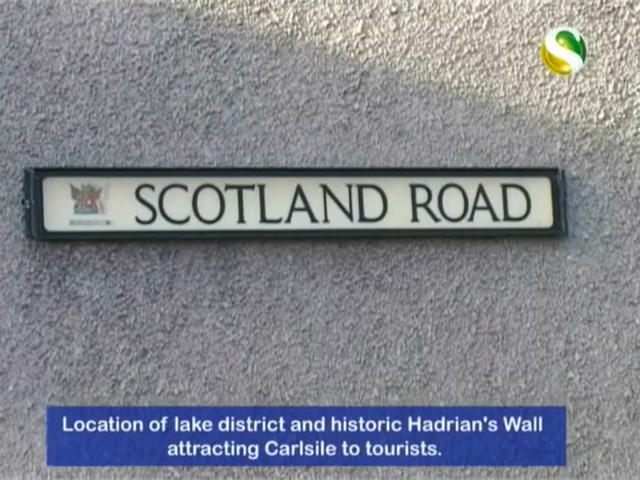 SCOTLAND ROAD
Location of lake district and historic Hadrian's Wall
attracting Carlsile to tourists.